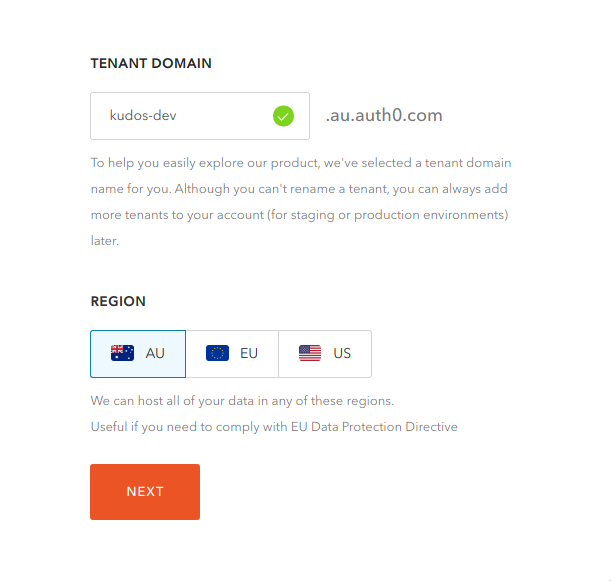 TENANT DOMAIN
kudos-dev .au.auth0.com
To help you easily explore our product, we've selected a tenant domain
name for you. Although you can't rename a tenant, you can always add
more tenants to your account (for staging or production environments)
later.
REGION
AU EU US
We can host all of your data in any of these regions.
Useful if you need to comply with EU Data Protection Directive
NEXT